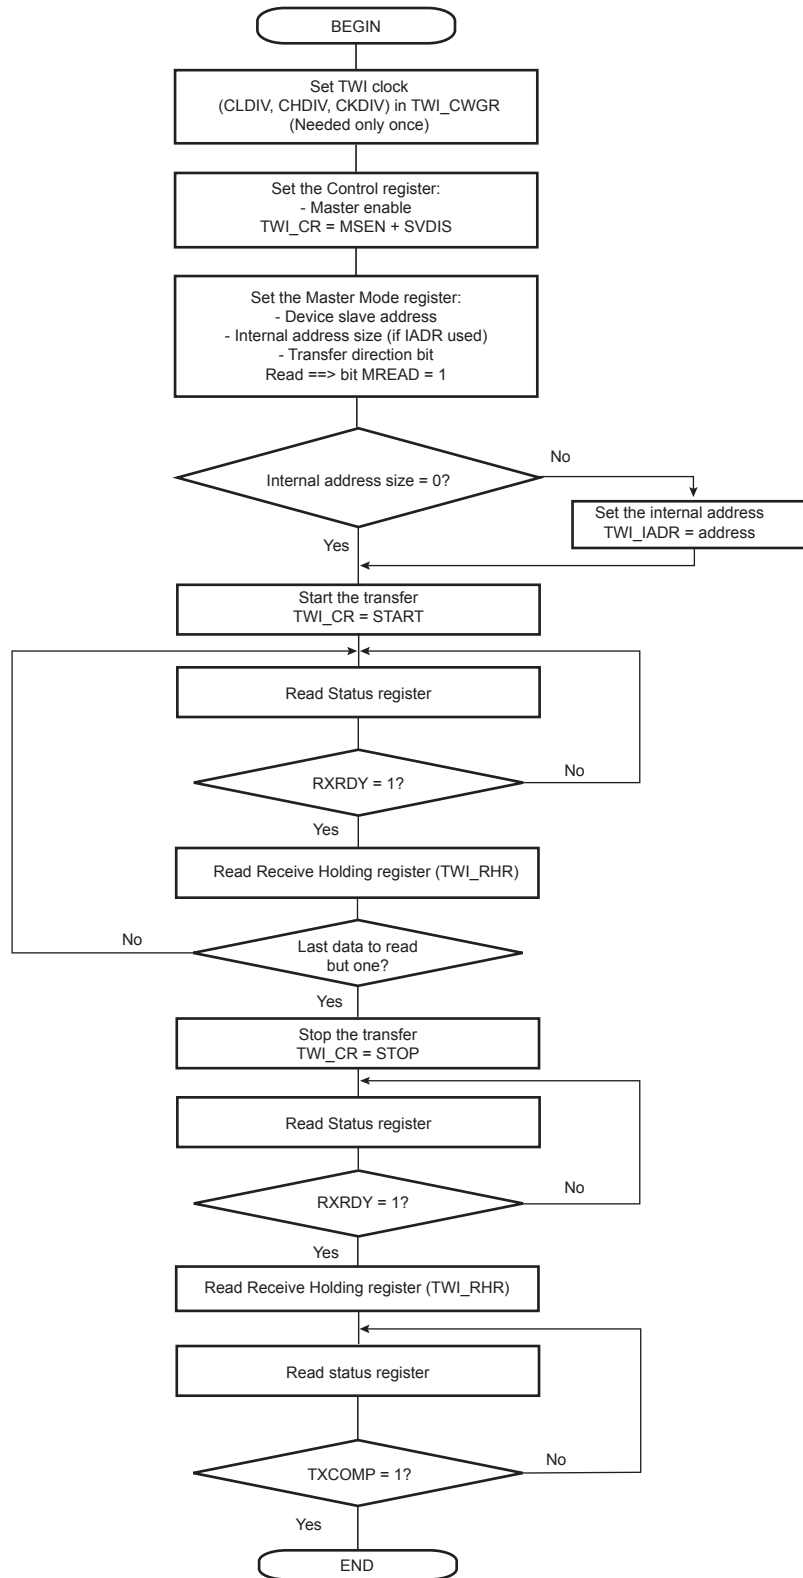 BEGIN
Set TWI clock
(CLDIV, CHDIV, CKDIV) in TWI_CWGR
(Needed only once)
Set the Control register:
- Master enable
TWI_CR = MSEN + SVDIS
Set the Master Mode register:
- Device slave address
- Internal address size (if IADR used)
- Transfer direction bit
Read ==> bit MREAD = 1
Internal address size = 0?
No
Set the internal address
TWI_IADR = address
Yes
Start the transfer
TWI_CR = START
Read Status register
RXRDY = 1?
No
Yes
Read Receive Holding register (TWI_RHR)
No
Last data to read
but one?
Yes
Stop the transfer
TWI_CR = STOP
Read Status register
RXRDY = 1?
No
Yes
Read Receive Holding register (TWI_RHR)
Read status register
TXCOMP = 1?
No
Yes
END